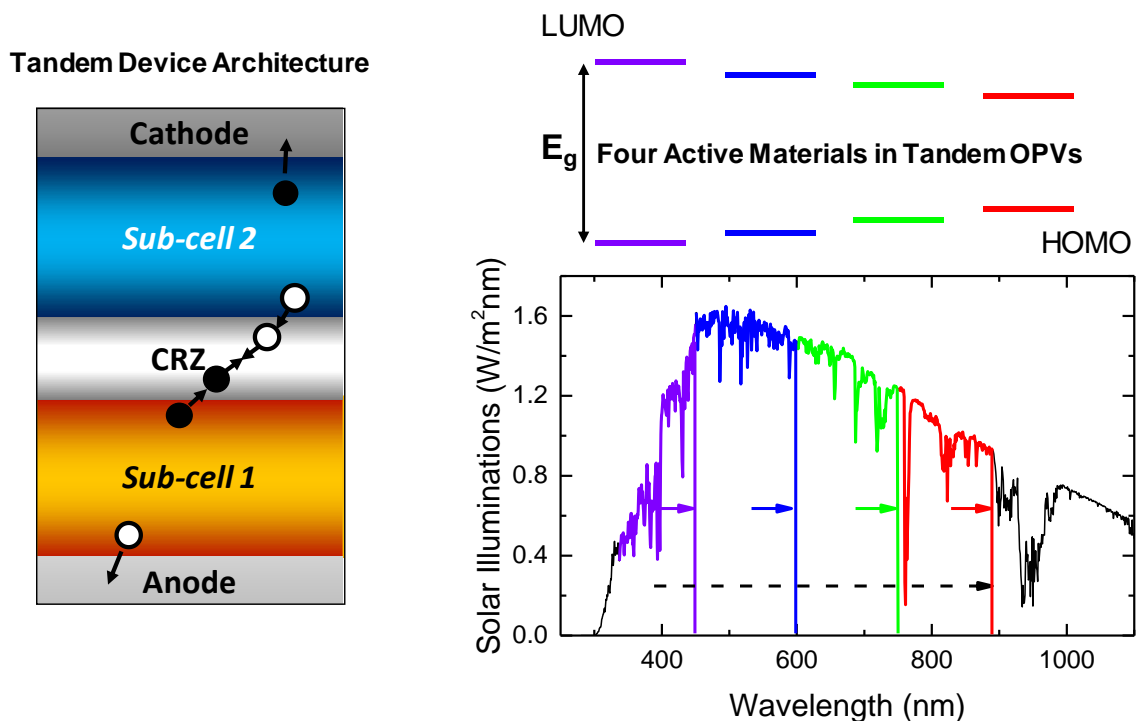 Tandem Device Architecture
Cathode
Sub-cell 2
CRZ
Sub-cell 1
Anode
LUMO
E_g
Four Active Materials in Tandem OPVs
HOMO
Solar Illuminations (W/m²nm)
1.6
1.2
0.8
0.4
0.0
400 600 800 1000
Wavelength (nm)